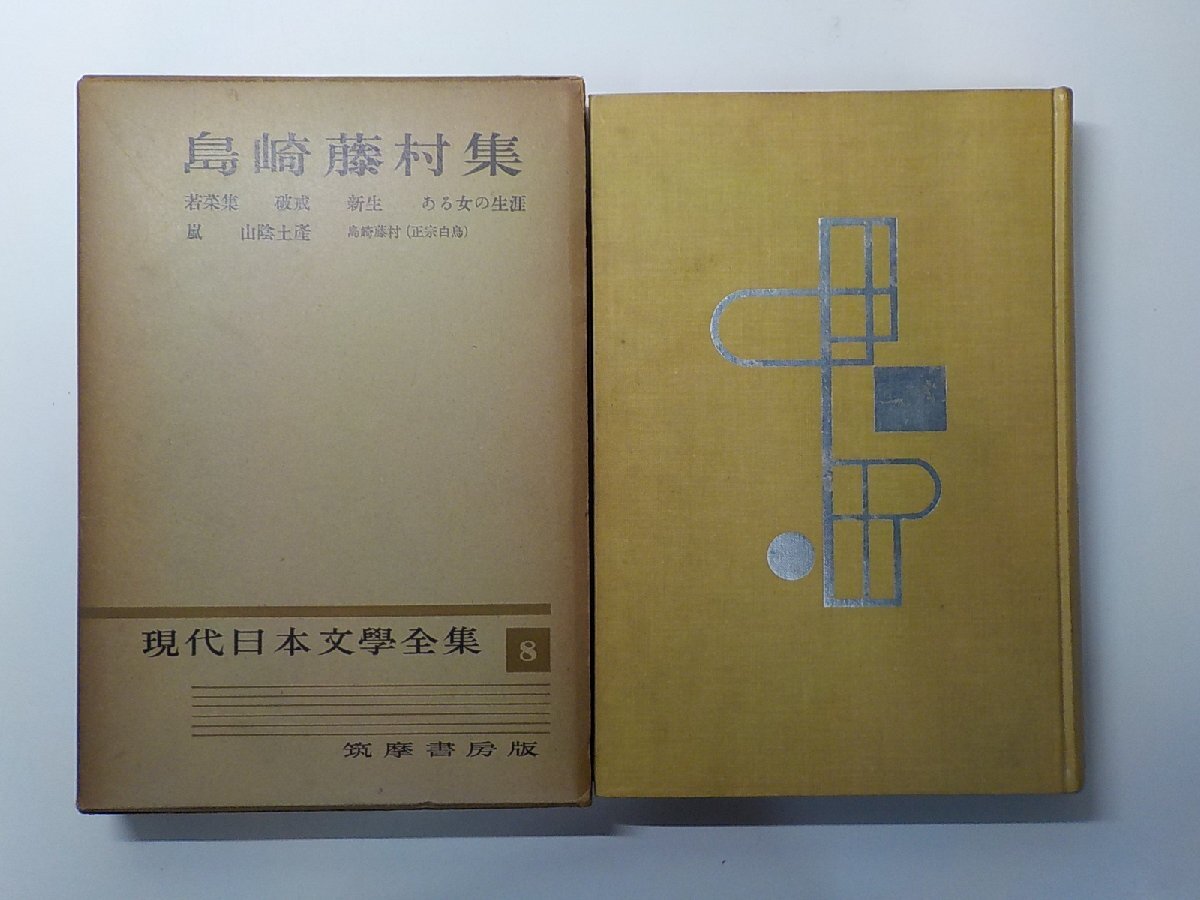 島崎藤村集
若菜集 破戒 新生 ある女の生涯
嵐 山陰土產 島崎藤村(正宗白鳥)
現代日本文學全集 8
筑摩書房版